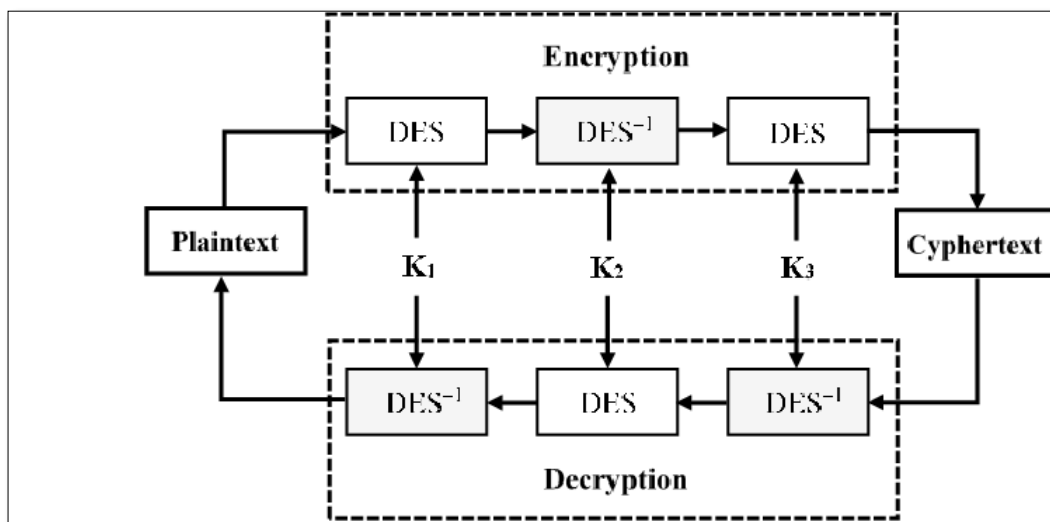 Encryption
DES DES⁻¹ DES
Plaintext Cyphertext
K₁ K₂ K₃
DES⁻¹ DES DES⁻¹
Decryption